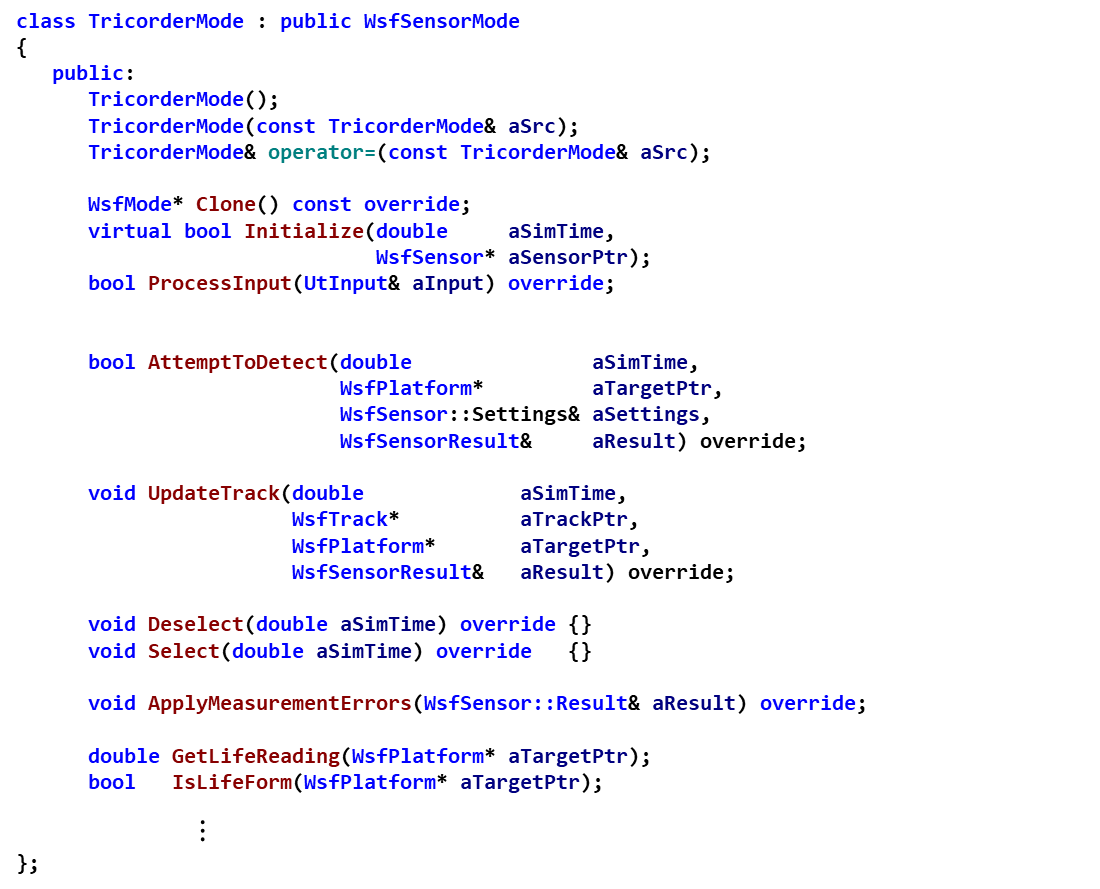 class TricorderMode : public WsfSensorMode
{
   public:
      TricorderMode();
      TricorderMode(const TricorderMode& aSrc);
      TricorderMode& operator=(const TricorderMode& aSrc);

      WsfMode* Clone() const override;
      virtual bool Initialize(double     aSimTime,
                              WsfSensor* aSensorPtr);
      bool ProcessInput(UtInput& aInput) override;


      bool AttemptToDetect(double               aSimTime,
                           WsfPlatform*         aTargetPtr,
                           WsfSensor::Settings& aSettings,
                           WsfSensorResult&     aResult) override;

      void UpdateTrack(double             aSimTime,
                       WsfTrack*          aTrackPtr,
                       WsfPlatform*       aTargetPtr,
                       WsfSensorResult&   aResult) override;

      void Deselect(double aSimTime) override {}
      void Select(double aSimTime) override   {}

      void ApplyMeasurementErrors(WsfSensor::Result& aResult) override;

      double GetLifeReading(WsfPlatform* aTargetPtr);
      bool   IsLifeForm(WsfPlatform* aTargetPtr);

               ⋮
};